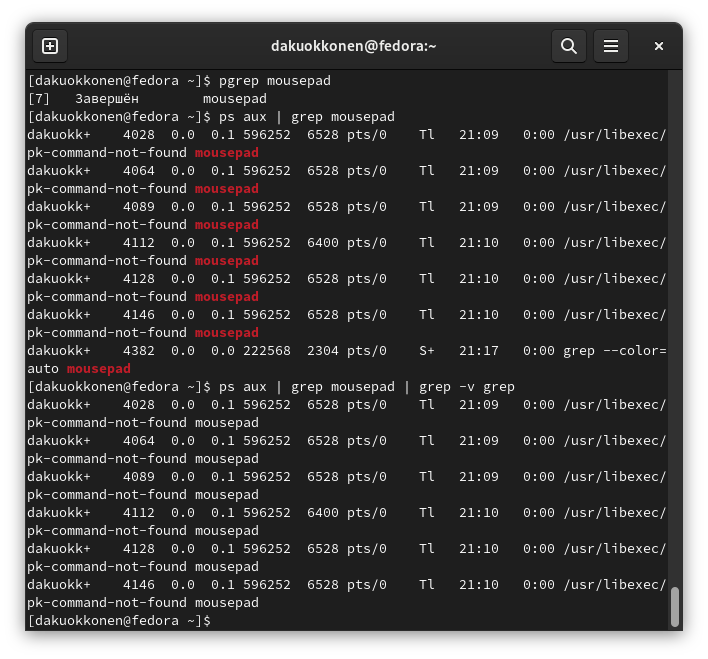 dakuokkonen@fedora:~
[dakuokkonen@fedora ~]$ pgrep mousepad
[7]   Завершён        mousepad
[dakuokkonen@fedora ~]$ ps aux | grep mousepad
dakuokk+    4028  0.0  0.1 596252  6528 pts/0    Tl   21:09   0:00 /usr/libexec/
pk-command-not-found mousepad
dakuokk+    4064  0.0  0.1 596252  6528 pts/0    Tl   21:09   0:00 /usr/libexec/
pk-command-not-found mousepad
dakuokk+    4089  0.0  0.1 596252  6528 pts/0    Tl   21:09   0:00 /usr/libexec/
pk-command-not-found mousepad
dakuokk+    4112  0.0  0.1 596252  6400 pts/0    Tl   21:10   0:00 /usr/libexec/
pk-command-not-found mousepad
dakuokk+    4128  0.0  0.1 596252  6528 pts/0    Tl   21:10   0:00 /usr/libexec/
pk-command-not-found mousepad
dakuokk+    4146  0.0  0.1 596252  6528 pts/0    Tl   21:10   0:00 /usr/libexec/
pk-command-not-found mousepad
dakuokk+    4382  0.0  0.0 222568  2304 pts/0    S+   21:17   0:00 grep --color=
auto mousepad
[dakuokkonen@fedora ~]$ ps aux | grep mousepad | grep -v grep
dakuokk+    4028  0.0  0.1 596252  6528 pts/0    Tl   21:09   0:00 /usr/libexec/
pk-command-not-found mousepad
dakuokk+    4064  0.0  0.1 596252  6528 pts/0    Tl   21:09   0:00 /usr/libexec/
pk-command-not-found mousepad
dakuokk+    4089  0.0  0.1 596252  6528 pts/0    Tl   21:09   0:00 /usr/libexec/
pk-command-not-found mousepad
dakuokk+    4112  0.0  0.1 596252  6400 pts/0    Tl   21:10   0:00 /usr/libexec/
pk-command-not-found mousepad
dakuokk+    4128  0.0  0.1 596252  6528 pts/0    Tl   21:10   0:00 /usr/libexec/
pk-command-not-found mousepad
dakuokk+    4146  0.0  0.1 596252  6528 pts/0    Tl   21:10   0:00 /usr/libexec/
pk-command-not-found mousepad
[dakuokkonen@fedora ~]$